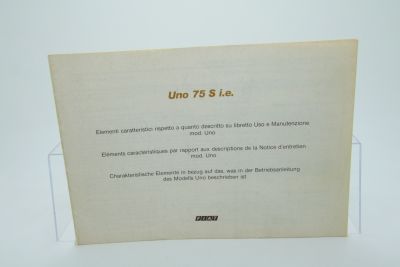 Uno 75 S i.e.
Elementi caratteristici rispetto a quanto descritto su libretto Uso e Manutenzione
mod. Uno
Eléments caractéristiques par rapport aux descriptions de la Notice d'entretien
mod. Uno
Charakteristische Elemente in bezug auf das, was in der Betriebsanleitung
des Modells Uno beschrieben ist
FIAT